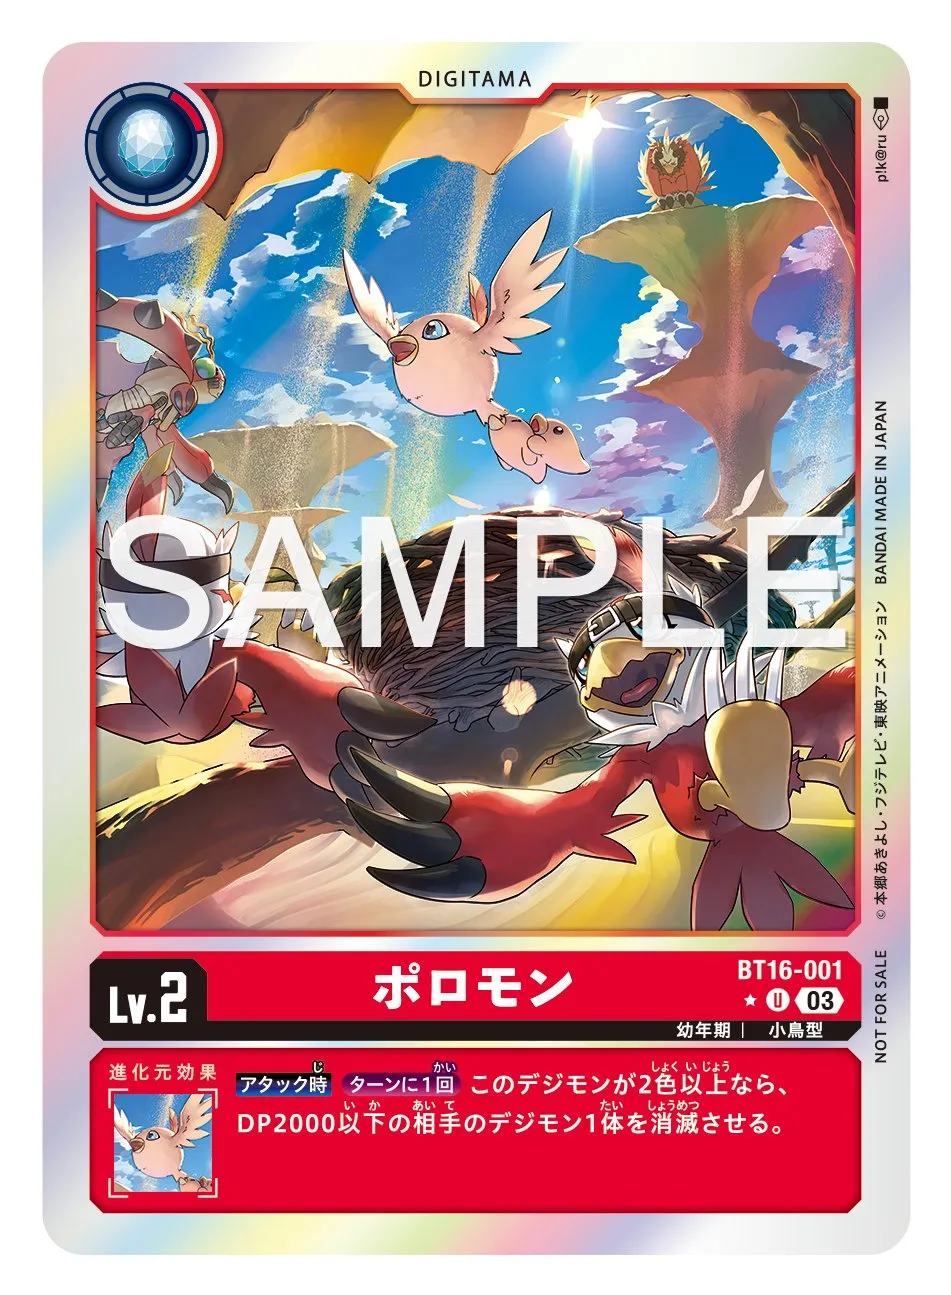 DIGITAMA
p!k@ru
SAMPLE
BANDAI MADE IN JAPAN
©本郷あきよし・フジテレビ・東映アニメーション
NOT FOR SALE
Lv.2
ポロモン
BT16-001
U 03
幼年期 | 小鳥型
進化元効果
アタック時 ターンに1回 このデジモンが2色以上なら、
DP2000以下の相手のデジモン1体を消滅させる。